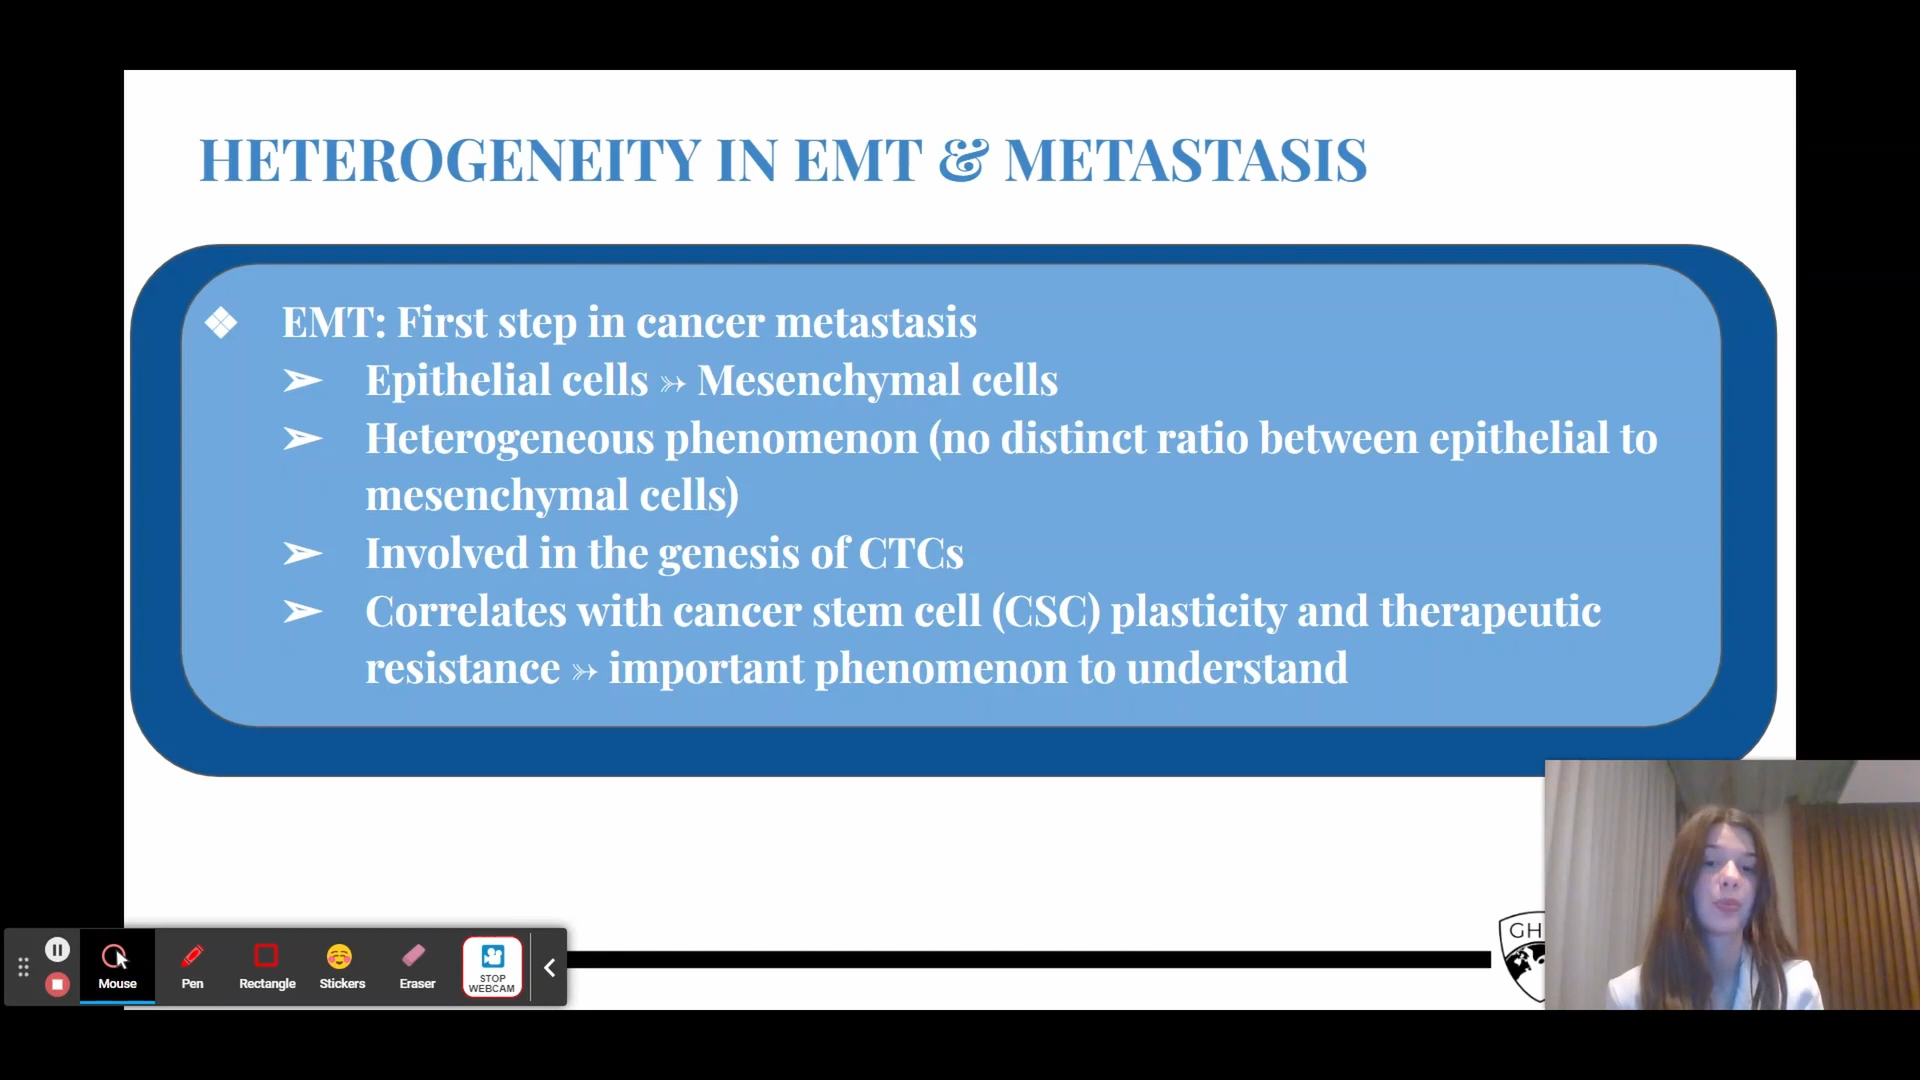 HETEROGENEITY IN EMT & METASTASIS
❖ EMT: First step in cancer metastasis
➢ Epithelial cells ⤖ Mesenchymal cells
➢ Heterogeneous phenomenon (no distinct ratio between epithelial to
mesenchymal cells)
➢ Involved in the genesis of CTCs
➢ Correlates with cancer stem cell (CSC) plasticity and therapeutic
resistance ⤖ important phenomenon to understand
GH
Mouse
Pen
Rectangle
Stickers
Eraser
STOP
WEBCAM